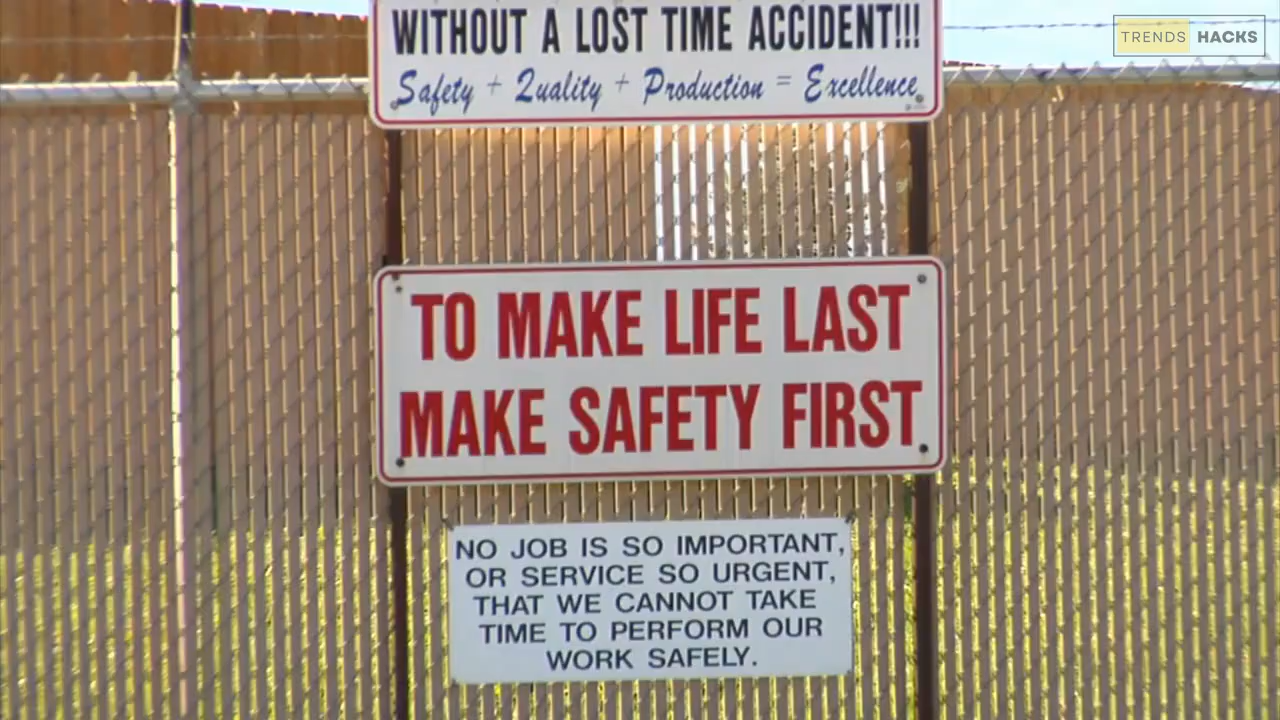 TRENDS HACKS
WITHOUT A LOST TIME ACCIDENT!!!
Safety + Quality + Production = Excellence
TO MAKE LIFE LAST
MAKE SAFETY FIRST
NO JOB IS SO IMPORTANT,
OR SERVICE SO URGENT,
THAT WE CANNOT TAKE
TIME TO PERFORM OUR
WORK SAFELY.